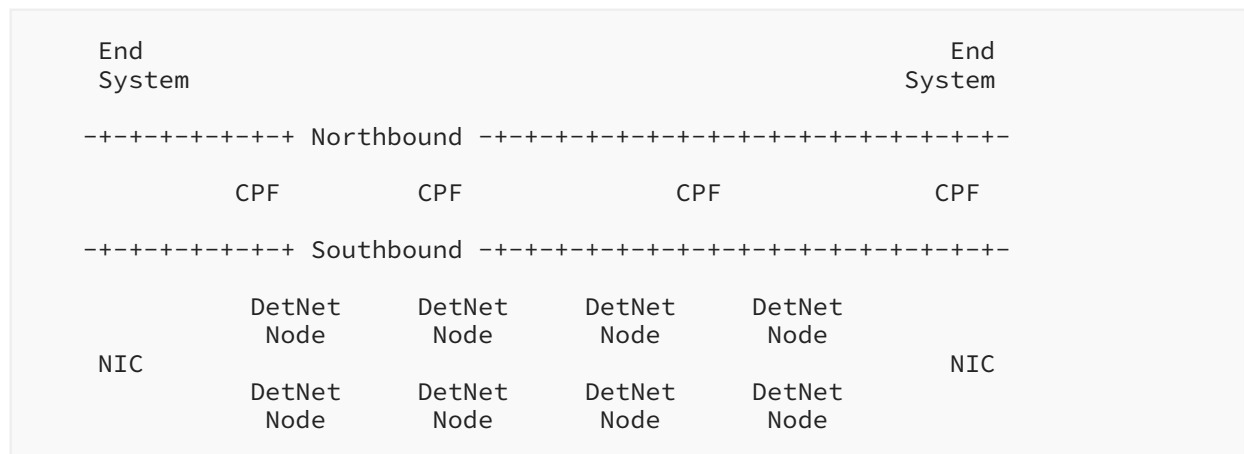 End                                                      End
System                                                System
-+-+-+-+-+-+-+ Northbound -+-+-+-+-+-+-+-+-+-+-+-+-+-+-+-+-+-
CPF         CPF              CPF              CPF
-+-+-+-+-+-+-+ Southbound -+-+-+-+-+-+-+-+-+-+-+-+-+-+-+-+-+-
DetNet     DetNet     DetNet     DetNet
Node       Node       Node       Node
NIC                                                      NIC
DetNet     DetNet     DetNet     DetNet
Node       Node       Node       Node